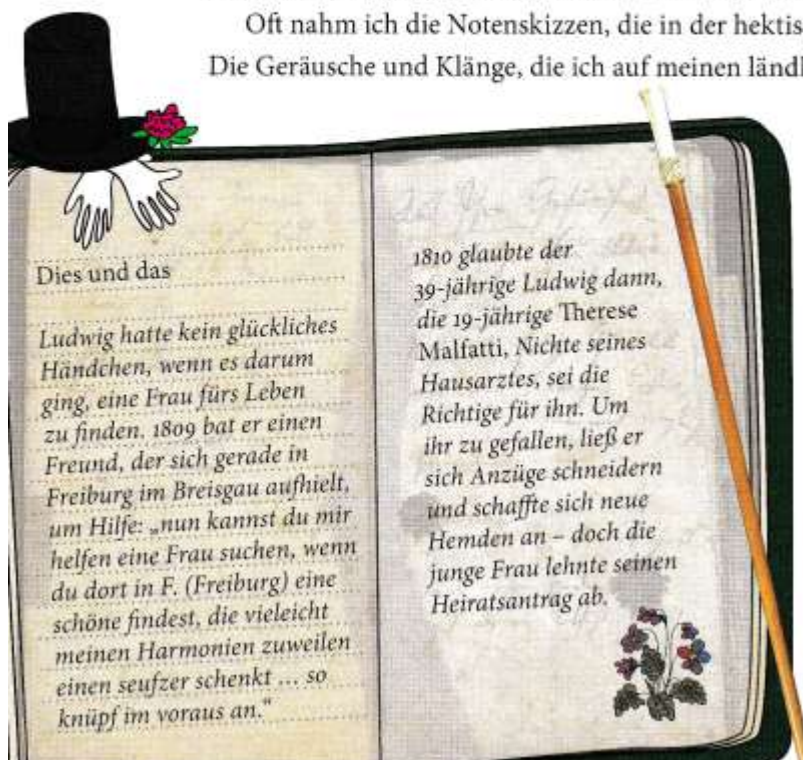 Oft nahm ich die Notenskizzen, die in der hektis
Die Geräusche und Klänge, die ich auf meinen ländl
Dies und das
Ludwig hatte kein glückliches
Händchen, wenn es darum
ging, eine Frau fürs Leben
zu finden. 1809 bat er einen
Freund, der sich gerade in
Freiburg im Breisgau aufhielt,
um Hilfe: „nun kannst du mir
helfen eine Frau suchen, wenn
du dort in F. (Freiburg) eine
schöne findest, die vieleicht
meinen Harmonien zuweilen
einen seufzer schenkt … so
knüpf im voraus an.“
1810 glaubte der
39-jährige Ludwig dann,
die 19-jährige Therese
Malfatti, Nichte seines
Hausarztes, sei die
Richtige für ihn. Um
ihr zu gefallen, ließ er
sich Anzüge schneidern
und schaffte sich neue
Hemden an – doch die
junge Frau lehnte seinen
Heiratsantrag ab.